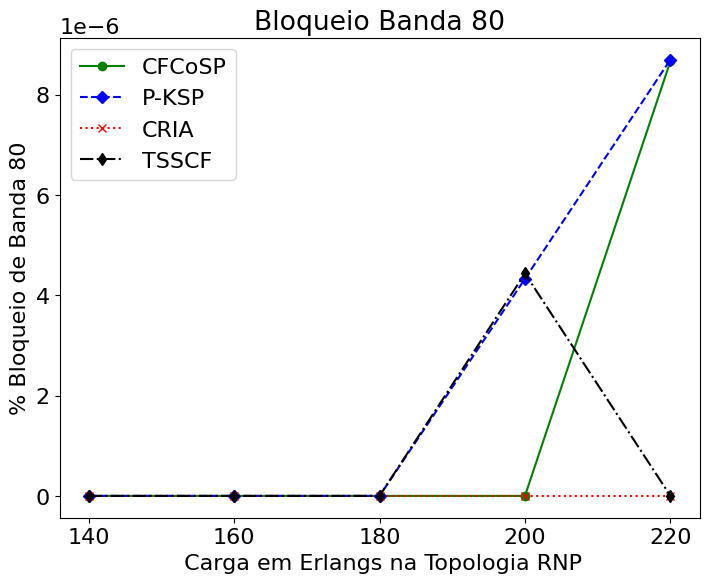 Bloqueio Banda 80
1e−6
CFCoSP
P-KSP
CRIA
TSSCF
% Bloqueio de Banda 80
8
6
4
2
0
140 160 180 200 220
Carga em Erlangs na Topologia RNP